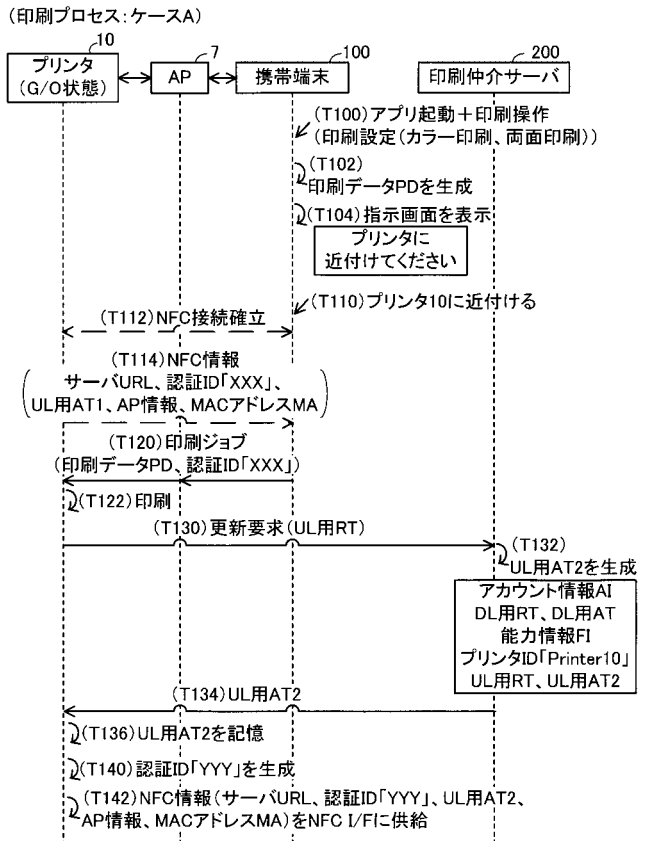 (印刷プロセス:ケースA)
10
7
100
200
プリンタ
(G/O状態)
AP
携帯端末
印刷仲介サーバ
(T100)アプリ起動+印刷操作
(印刷設定(カラー印刷、両面印刷))
(T102)
印刷データPDを生成
(T104)指示画面を表示
プリンタに
近付けてください
(T110)プリンタ10に近付ける
(T112)NFC接続確立
(T114)NFC情報
サーバURL、認証ID「XXX」、
UL用AT1、AP情報、MACアドレスMA
(T120)印刷ジョブ
(印刷データPD、認証ID「XXX」)
(T122)印刷
(T130)更新要求(UL用RT)
(T132)
UL用AT2を生成
アカウント情報AI
DL用RT、DL用AT
能力情報FI
プリンタID「Printer10」
UL用RT、UL用AT2
(T134)UL用AT2
(T136)UL用AT2を記憶
(T140)認証ID「YYY」を生成
(T142)NFC情報(サーバURL、認証ID「YYY」、UL用AT2、
AP情報、MACアドレスMA)をNFC I/Fに供給